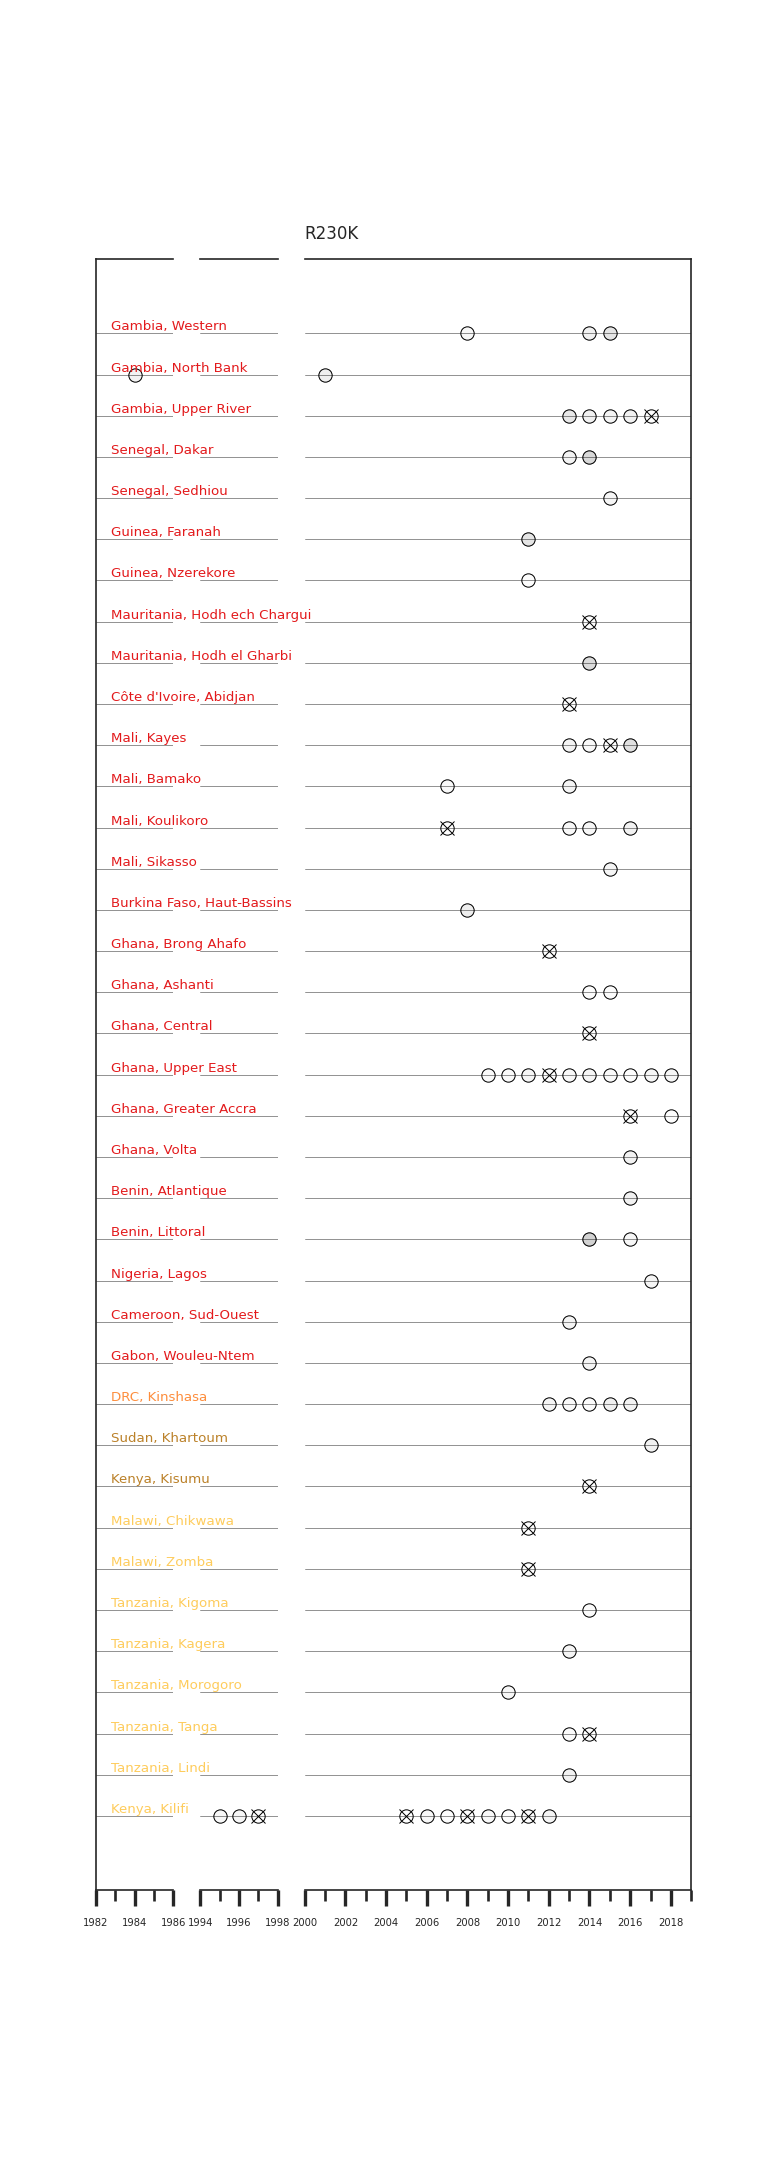 R230K
Gambia, Western
Gambia, North Bank
Gambia, Upper River
Senegal, Dakar
Senegal, Sedhiou
Guinea, Faranah
Guinea, Nzerekore
Mauritania, Hodh ech Chargui
Mauritania, Hodh el Gharbi
Côte d'Ivoire, Abidjan
Mali, Kayes
Mali, Bamako
Mali, Koulikoro
Mali, Sikasso
Burkina Faso, Haut-Bassins
Ghana, Brong Ahafo
Ghana, Ashanti
Ghana, Central
Ghana, Upper East
Ghana, Greater Accra
Ghana, Volta
Benin, Atlantique
Benin, Littoral
Nigeria, Lagos
Cameroon, Sud-Ouest
Gabon, Wouleu-Ntem
DRC, Kinshasa
Sudan, Khartoum
Kenya, Kisumu
Malawi, Chikwawa
Malawi, Zomba
Tanzania, Kigoma
Tanzania, Kagera
Tanzania, Morogoro
Tanzania, Tanga
Tanzania, Lindi
Kenya, Kilifi
1982 1984 1986 1994 1996 1998 2000 2002 2004 2006 2008 2010 2012 2014 2016 2018